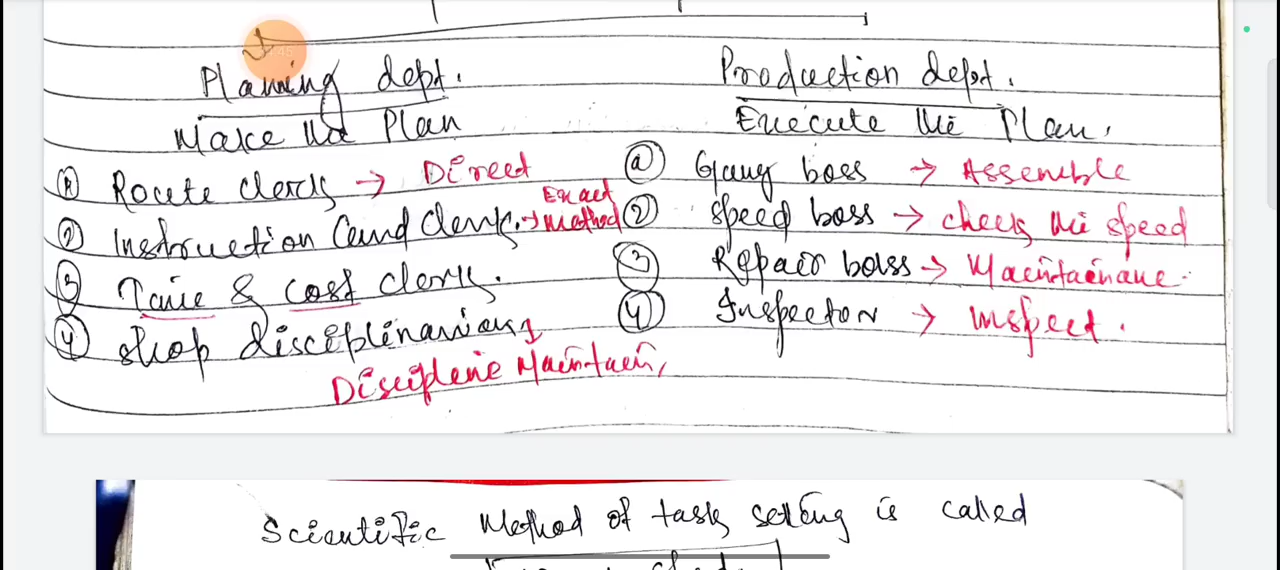 Planning dept.
Make the Plan
① Route clerk → Direct
② Instruction Card Clerk. → Exact Method
③ Time & cost clerk.
④ Shop disciplinarian
Discipline Maintain,
Production dept.
Execute the Plan.
① Gang boss → Assemble
② Speed boss → check the speed
③ Repair boss → Maintainane.
④ Inspector → Inspect.
Scientific Method of task setting is called